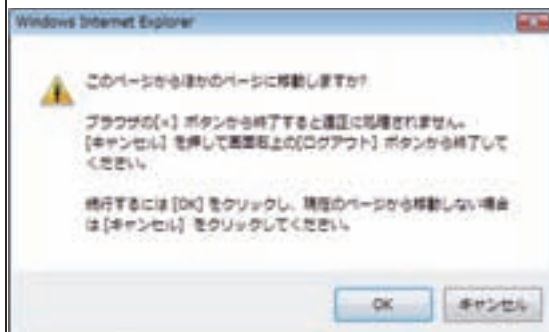 Windows Internet Explorer
このページからほかのページに移動しますか?
ブラウザの[×] ボタンから終了すると適正に処理されません。
[キャンセル] を押して画面右上の[ログアウト] ボタンから終了して
ください。
続行するには [OK] をクリックし、現在のページから移動しない場合
は [キャンセル] をクリックしてください。
OK
キャンセル